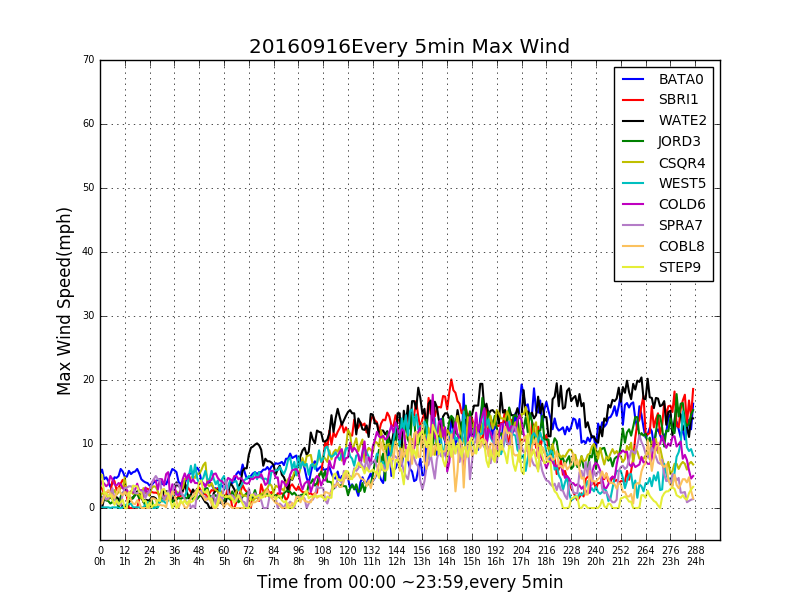 20160916Every 5min Max Wind
70
60
50
40
30
20
10
0
Max Wind Speed(mph)
BATA0
SBRI1
WATE2
JORD3
CSQR4
WEST5
COLD6
SPRA7
COBL8
STEP9
0 12 24 36 48 60 72 84 96 108 120 132 144 156 168 180 192 204 216 228 240 252 264 276 288
0h 1h 2h 3h 4h 5h 6h 7h 8h 9h 10h 11h 12h 13h 14h 15h 16h 17h 18h 19h 20h 21h 22h 23h 24h
Time from 00:00 ~23:59,every 5min